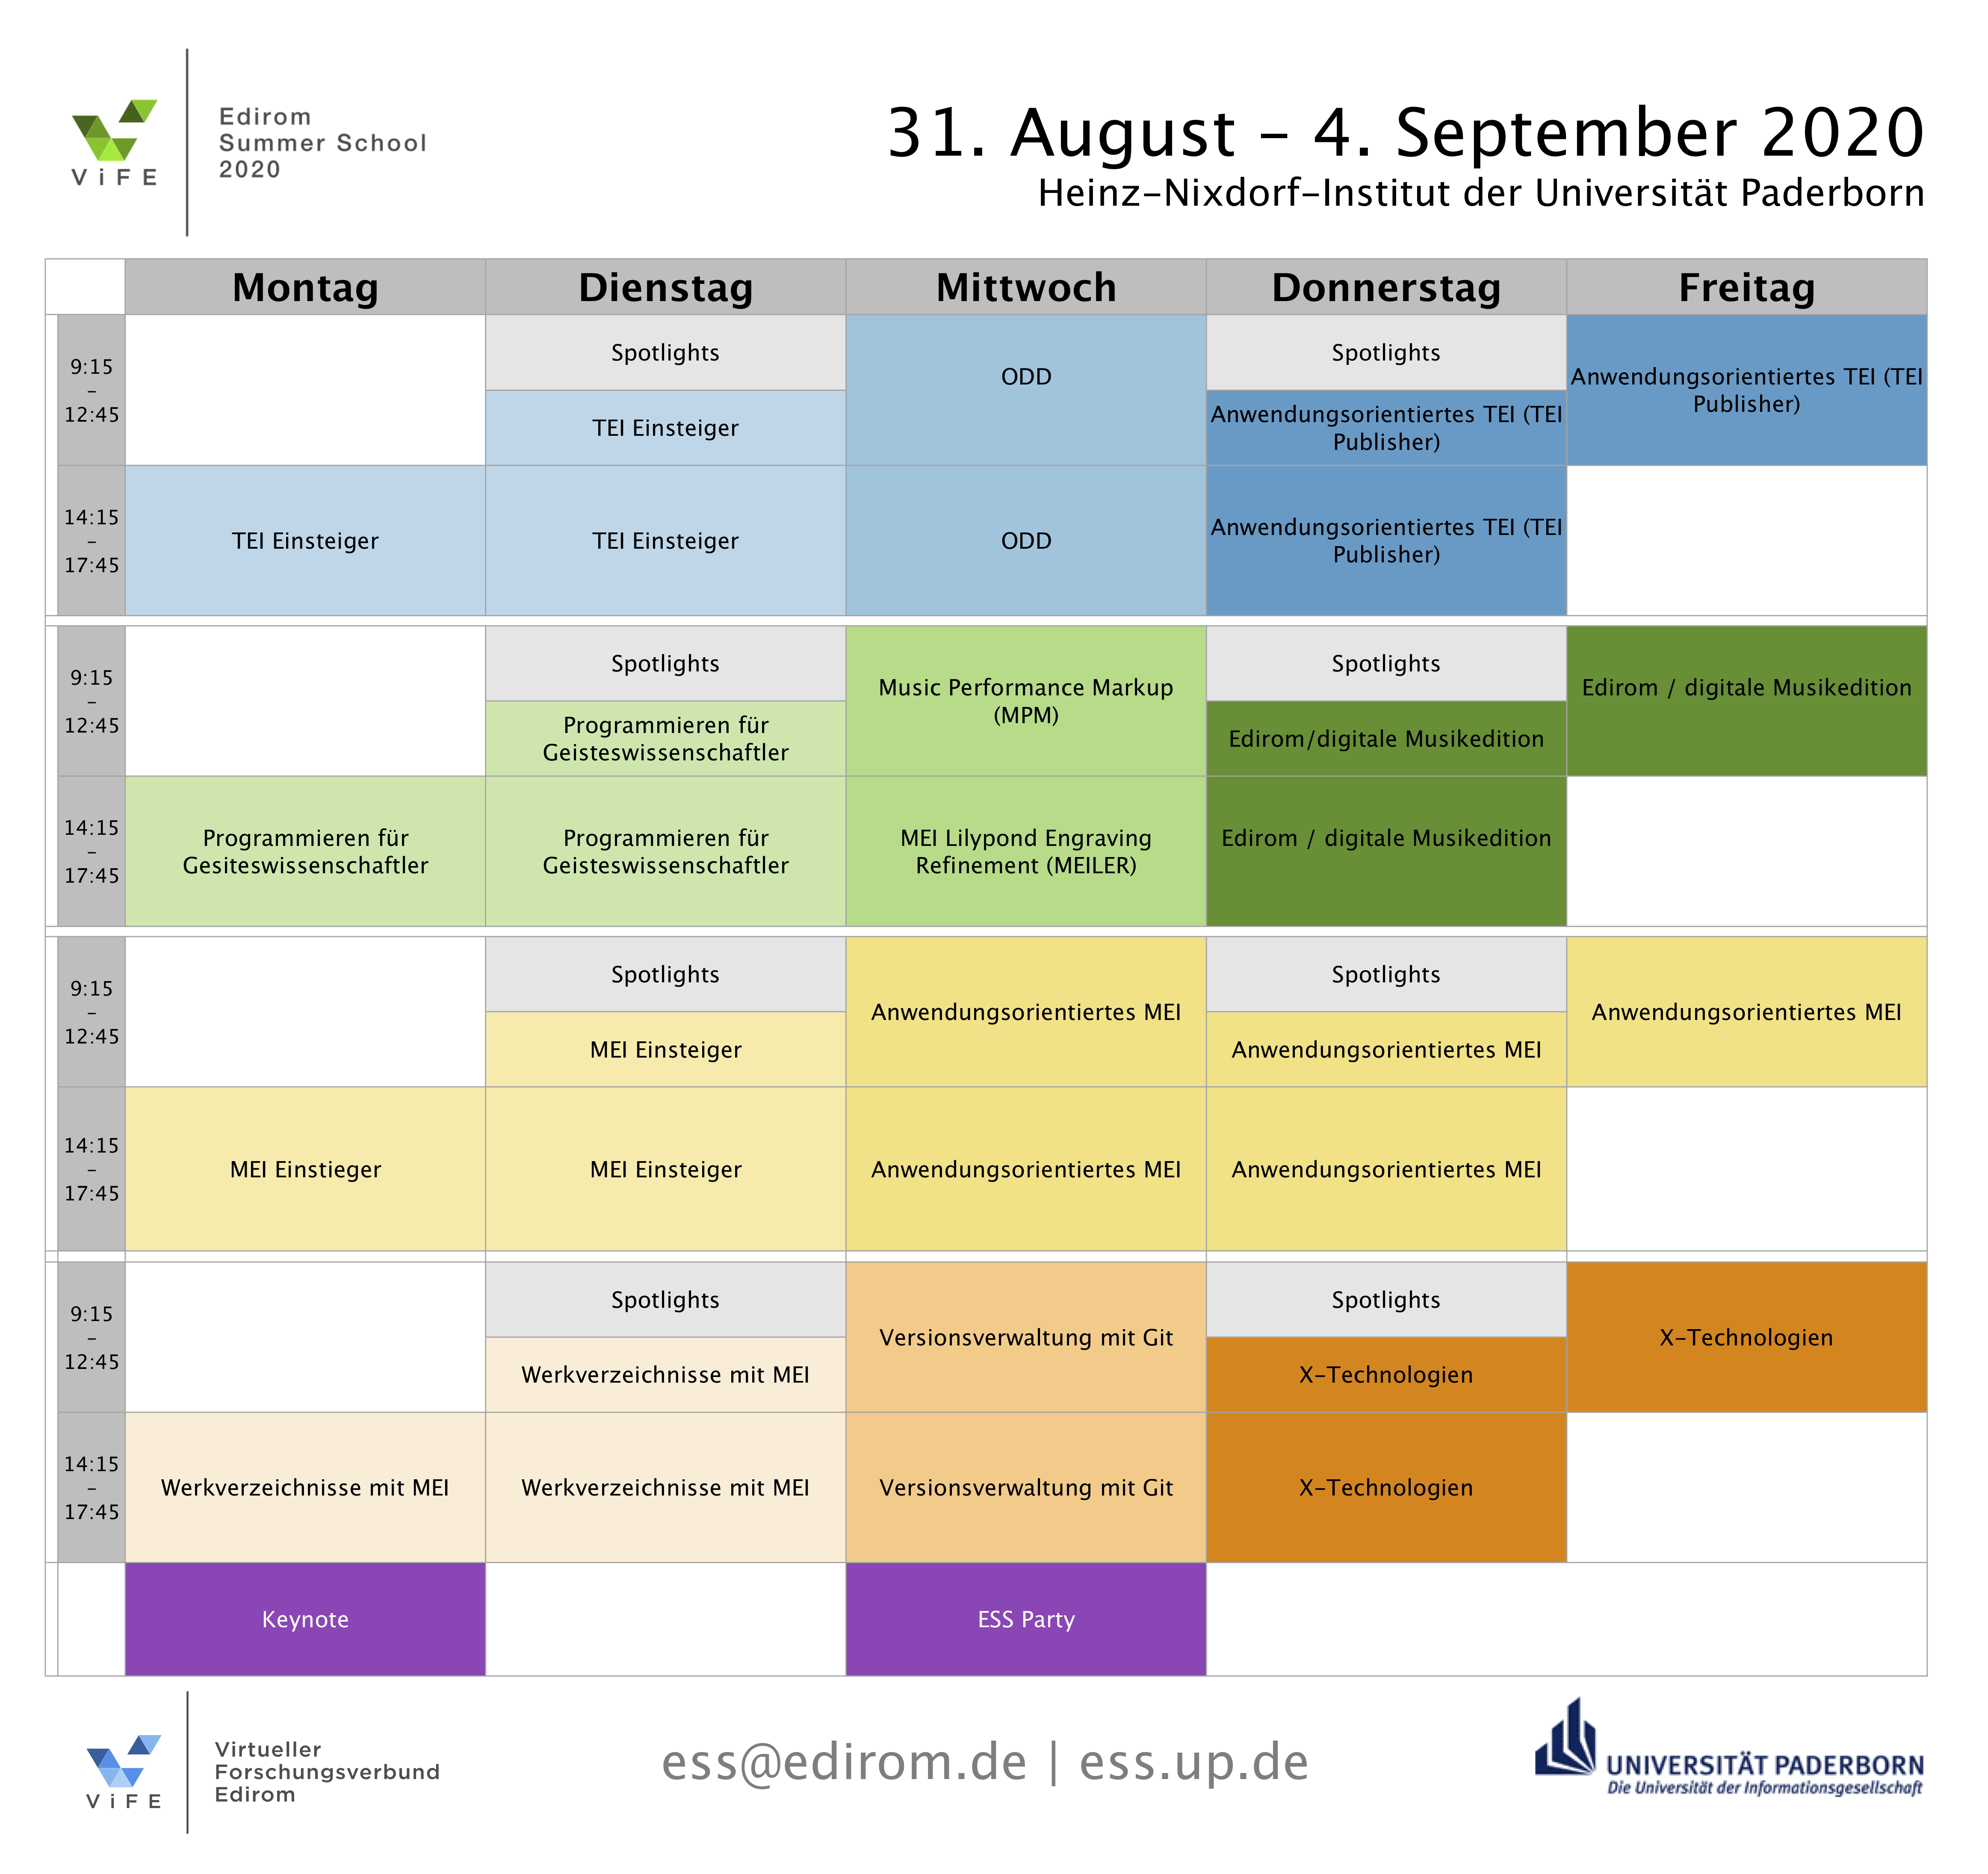 Edirom
Summer School
2020
ViFE
31. August – 4. September 2020
Heinz-Nixdorf-Institut der Universität Paderborn
Montag
Dienstag
Mittwoch
Donnerstag
Freitag
9:15
–
12:45
Spotlights
TEI Einsteiger
ODD
Spotlights
Anwendungsorientiertes TEI (TEI
Publisher)
Anwendungsorientiertes TEI (TEI
Publisher)
14:15
–
17:45
TEI Einsteiger
TEI Einsteiger
ODD
Anwendungsorientiertes TEI (TEI
Publisher)
9:15
–
12:45
Spotlights
Programmieren für
Geisteswissenschaftler
Music Performance Markup
(MPM)
Spotlights
Edirom/digitale Musikedition
Edirom / digitale Musikedition
14:15
–
17:45
Programmieren für
Gesiteswissenschaftler
Programmieren für
Geisteswissenschaftler
MEI Lilypond Engraving
Refinement (MEILER)
Edirom / digitale Musikedition
9:15
–
12:45
Spotlights
MEI Einsteiger
Anwendungsorientiertes MEI
Spotlights
Anwendungsorientiertes MEI
Anwendungsorientiertes MEI
14:15
–
17:45
MEI Einstieger
MEI Einsteiger
Anwendungsorientiertes MEI
Anwendungsorientiertes MEI
9:15
–
12:45
Spotlights
Werkverzeichnisse mit MEI
Versionsverwaltung mit Git
Spotlights
X-Technologien
X-Technologien
14:15
–
17:45
Werkverzeichnisse mit MEI
Werkverzeichnisse mit MEI
Versionsverwaltung mit Git
X-Technologien
Keynote
ESS Party
ViFE
Virtueller
Forschungsverbund
Edirom
ess@edirom.de | ess.up.de
UNIVERSITÄT PADERBORN
Die Universität der Informationsgesellschaft